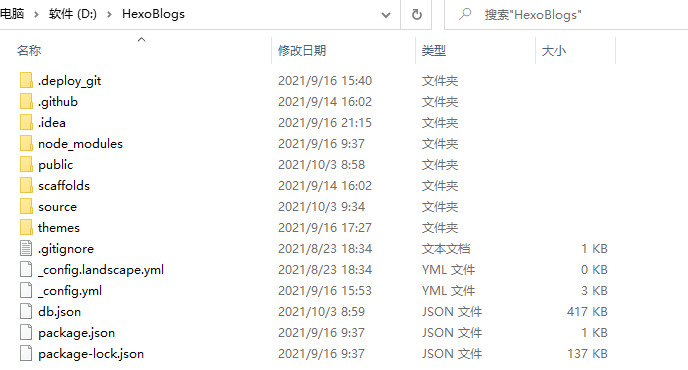 电脑 > 软件 (D:) > HexoBlogs 搜索"HexoBlogs"
名称 修改日期 类型 大小
.deploy_git 2021/9/16 15:40 文件夹
.github 2021/9/14 16:02 文件夹
.idea 2021/9/16 21:15 文件夹
node_modules 2021/9/16 9:37 文件夹
public 2021/10/3 8:58 文件夹
scaffolds 2021/9/14 16:02 文件夹
source 2021/10/3 9:34 文件夹
themes 2021/9/16 17:27 文件夹
.gitignore 2021/8/23 18:34 文本文档 1 KB
_config.landscape.yml 2021/8/23 18:34 YML 文件 0 KB
_config.yml 2021/9/16 15:53 YML 文件 3 KB
db.json 2021/10/3 8:59 JSON 文件 417 KB
package.json 2021/9/16 9:37 JSON 文件 1 KB
package-lock.json 2021/9/16 9:37 JSON 文件 137 KB